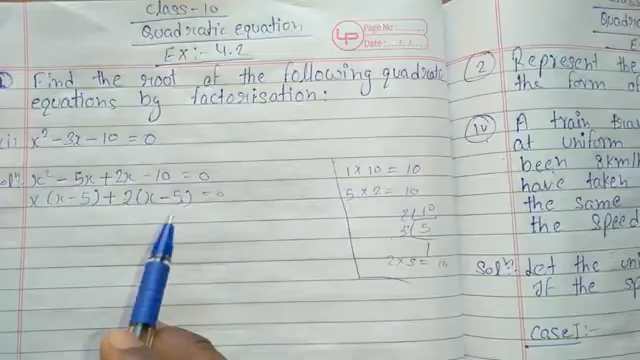 Class-10
Quadratic equation
Ex:- 4.2
Page No:
Date:
Find the root of the following quadratic
equations by factorisation:
(i) x² - 3x - 10 = 0
Solⁿ: x² - 5x + 2x - 10 = 0
x (x - 5) + 2 (x - 5) = 0
1 x 10 = 10
5 x 2 = 10
2 | 10
5 | 5
1
2 x 5 = 10
(2) Represent the
the form of
(iv) A train
at uniform
been 8km/h
have taken
the same
the speed
Solⁿ: Let the uni
If the sp
Case I:-